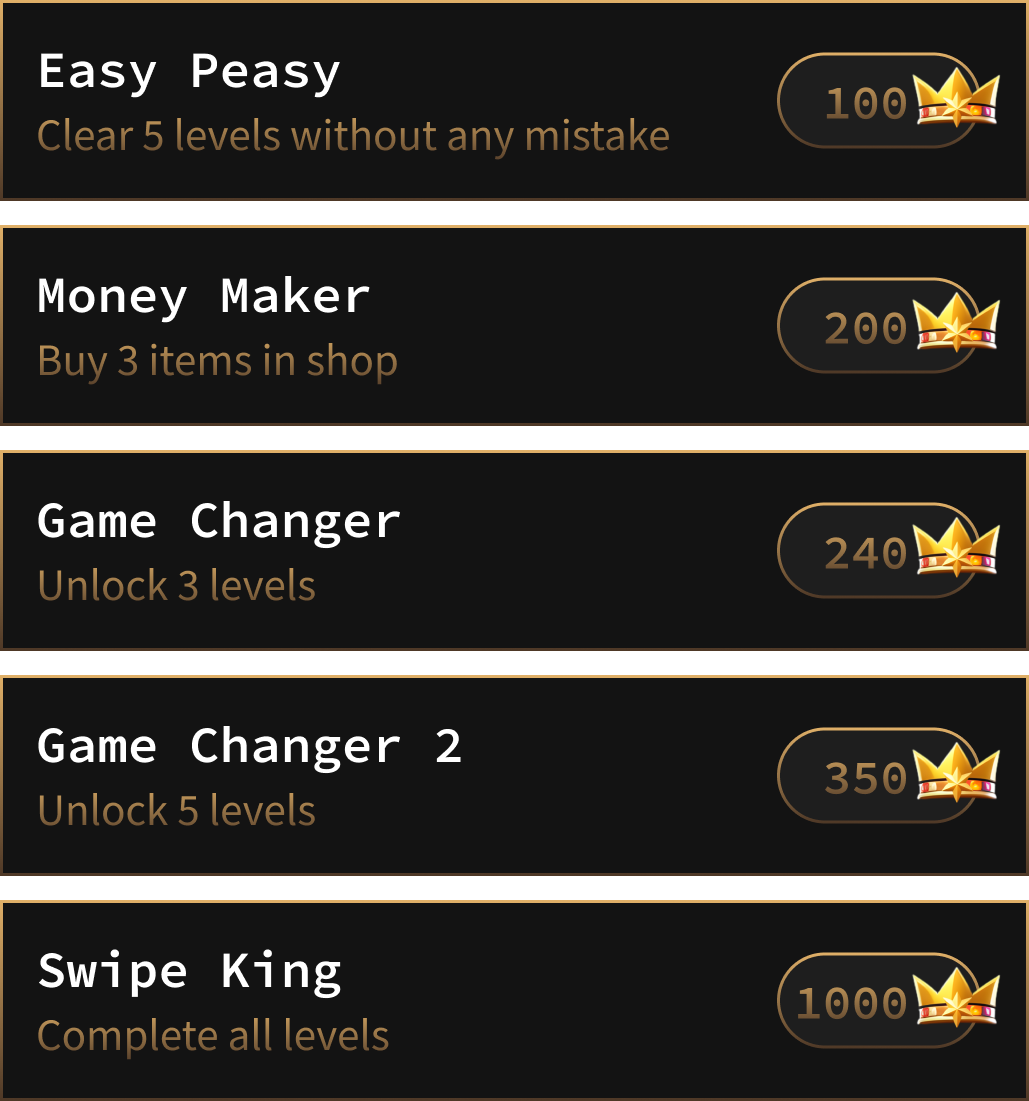 Easy Peasy
Clear 5 levels without any mistake
100
Money Maker
Buy 3 items in shop
200
Game Changer
Unlock 3 levels
240
Game Changer 2
Unlock 5 levels
350
Swipe King
Complete all levels
1000